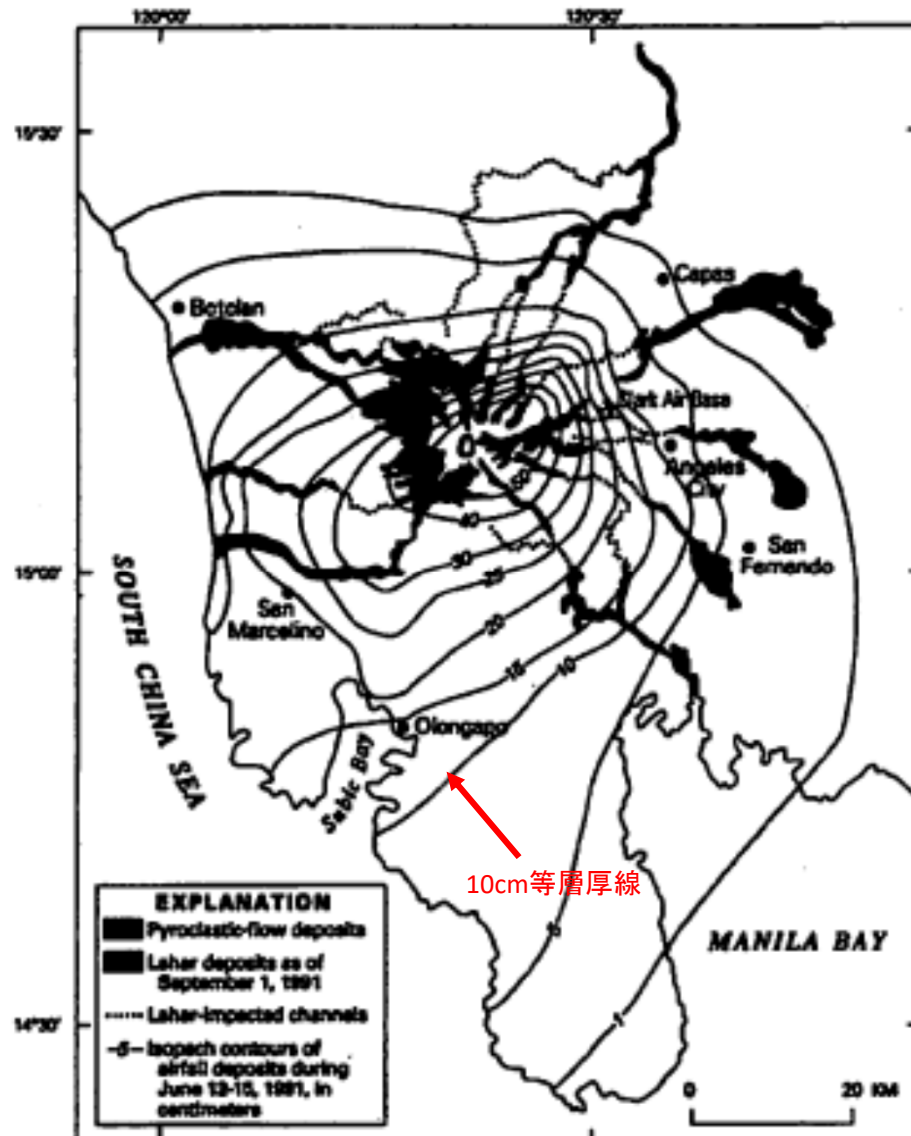 120°00'
120°30'
15°30'
Capas
Botolan
Clark Air Base
Angeles
City
50
40
San
Fernando
30
15°00'
25
San
Marcelino
20
15
10
SOUTH CHINA SEA
Olongapo
Subic Bay
10cm等層厚線
5
MANILA BAY
1
14°30'
EXPLANATION
Pyroclastic-flow deposits
Lahar deposits as of
September 1, 1991
Lahar-impacted channels
-5- Isopach contours of
airfall deposits during
June 12-15, 1991, in
centimeters
0 20 KM